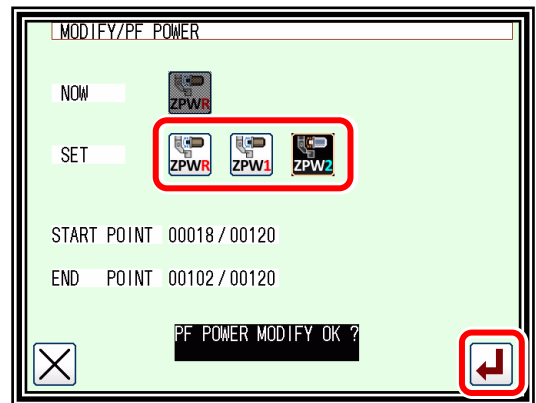 MODIFY/PF POWER
NOW ZPWR
SET ZPWR ZPW1 ZPW2
START POINT 00018/00120
END POINT 00102/00120
PF POWER MODIFY OK ?